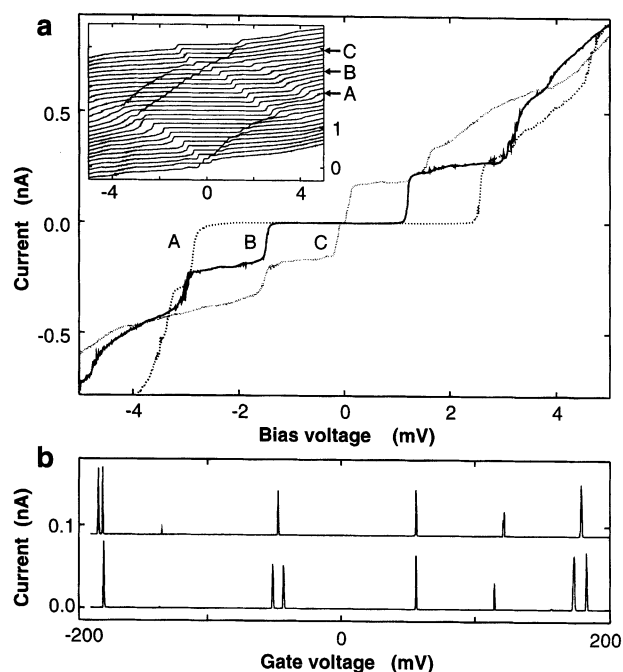 a
C
B
A
1
0
-4 0 4
0.5
0.0
-0.5
Current (nA)
A B C
-4 -2 0 2 4
Bias voltage (mV)
b
0.1
0.0
Current (nA)
-200 0 200
Gate voltage (mV)